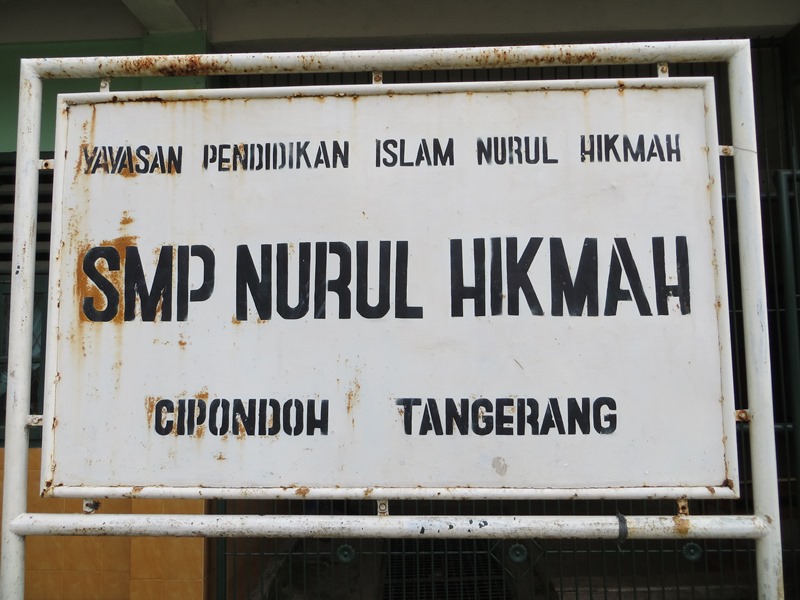 YAYASAN PENDIDIKAN ISLAM NURUL HIKMAH
SMP NURUL HIKMAH
CIPONDOH TANGERANG